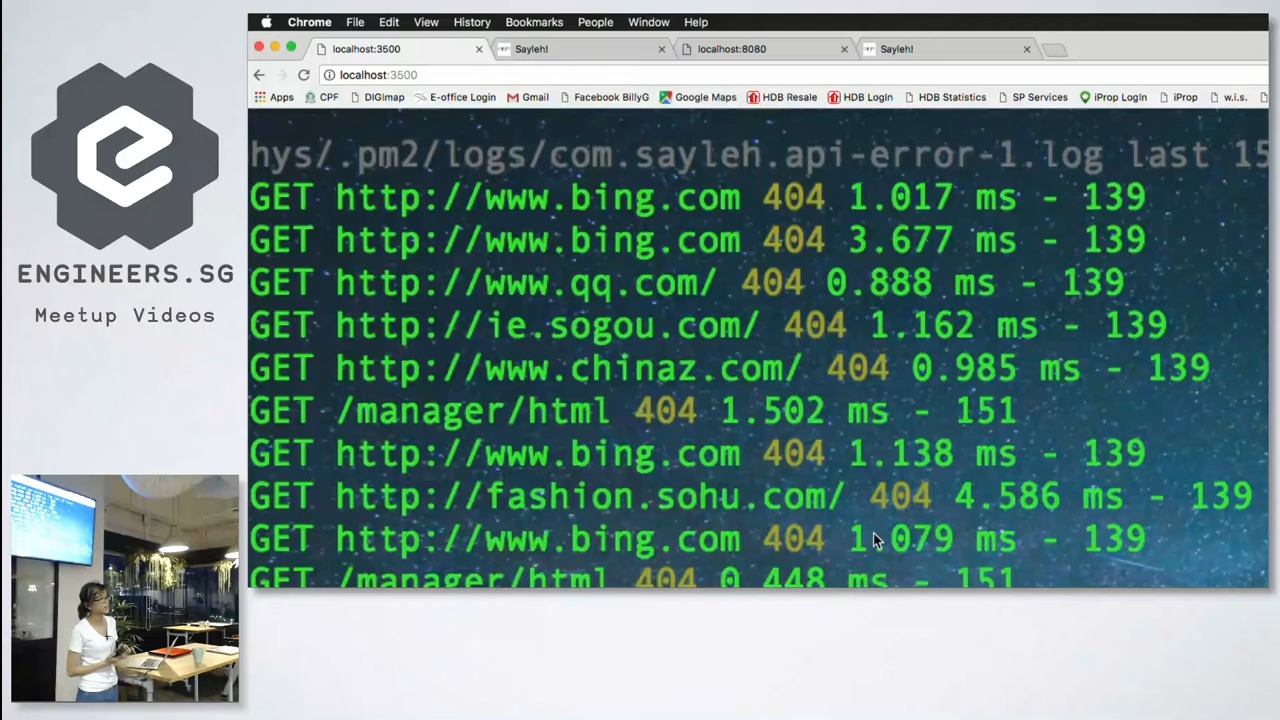 Chrome File Edit View History Bookmarks People Window Help
localhost:3500 Sayleh! localhost:8080 Sayleh!
localhost:3500
Apps CPF DIGImap E-office Login Gmail Facebook BillyG Google Maps HDB Resale HDB LogIn HDB Statistics SP Services iProp LogIn iProp w.i.s.
hys/.pm2/logs/com.sayleh.api-error-1.log last 15
GET http://www.bing.com 404 1.017 ms - 139
GET http://www.bing.com 404 3.677 ms - 139
GET http://www.qq.com/ 404 0.888 ms - 139
GET http://ie.sogou.com/ 404 1.162 ms - 139
GET http://www.chinaz.com/ 404 0.985 ms - 139
GET /manager/html 404 1.502 ms - 151
GET http://www.bing.com 404 1.138 ms - 139
GET http://fashion.sohu.com/ 404 4.586 ms - 139
GET http://www.bing.com 404 1.079 ms - 139
GET /manager/html 404 0.448 ms - 151
ENGINEERS.SG
Meetup Videos